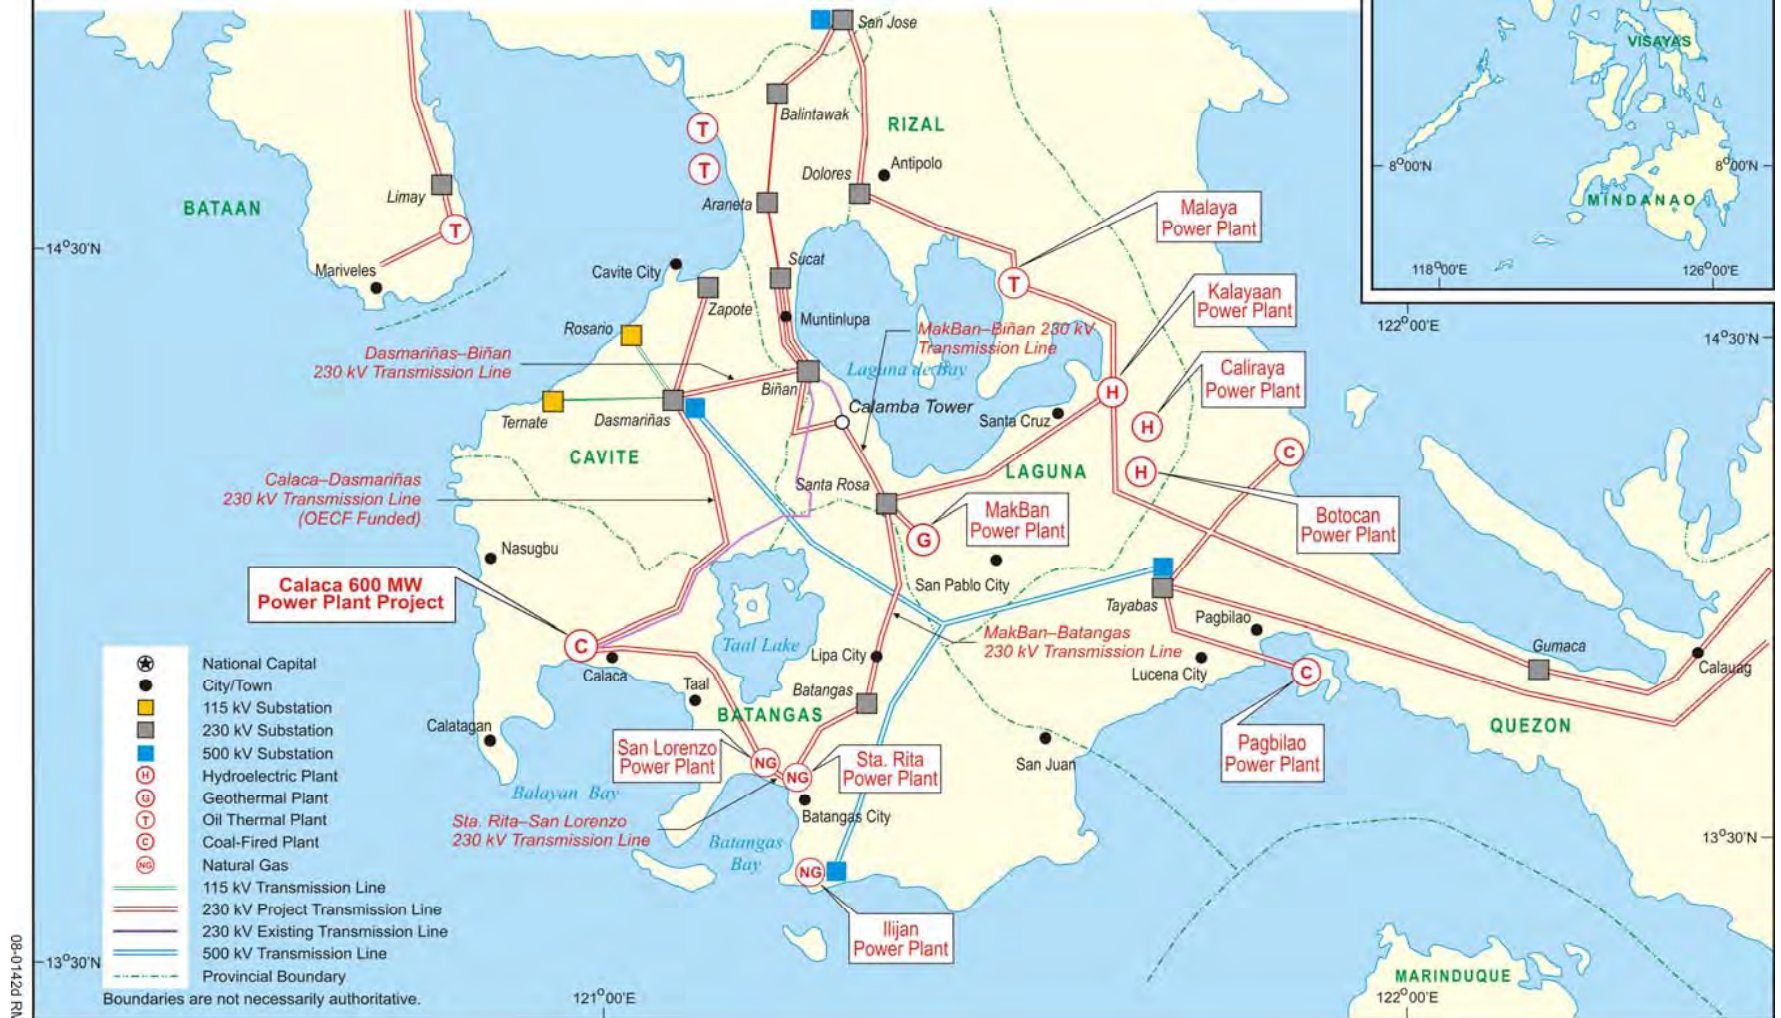 San Jose
VISAYAS
Balintawak
RIZAL
T
T
Antipolo
Dolores
8°00'N
8°00'N
Limay
BATAAN
Araneta
MINDANAO
Malaya
Power Plant
T
14°30'N
Mariveles
Cavite City
Sucat
118°00'E
126°00'E
T
Kalayaan
Power Plant
Zapote
Muntinlupa
122°00'E
Rosario
MakBan–Biñan 230 kV
Transmission Line
14°30'N
Dasmariñas–Biñan
230 kV Transmission Line
Laguna de Bay
Caliraya
Power Plant
Biñan
H
Calamba Tower
Ternate
Dasmariñas
Santa Cruz
H
CAVITE
C
LAGUNA
H
Calaca–Dasmariñas
230 kV Transmission Line
(OECF Funded)
Santa Rosa
MakBan
Power Plant
Botocan
Power Plant
G
Nasugbu
San Pablo City
Calaca 600 MW
Power Plant Project
Tayabas
Pagbilao
C
Taal Lake
MakBan–Batangas
230 kV Transmission Line
Gumaca
Lipa City
Calauag
Calaca
Lucena City
C
Taal
Batangas
BATANGAS
QUEZON
Calatagan
San Lorenzo
Power Plant
NG
NG
Sta. Rita
Power Plant
San Juan
Pagbilao
Power Plant
Balayan Bay
Batangas City
Sta. Rita–San Lorenzo
230 kV Transmission Line
Batangas
Bay
13°30'N
NG
Ilijan
Power Plant
MARINDUQUE
National Capital
City/Town
115 kV Substation
230 kV Substation
500 kV Substation
H Hydroelectric Plant
G Geothermal Plant
T Oil Thermal Plant
C Coal-Fired Plant
NG Natural Gas
115 kV Transmission Line
230 kV Project Transmission Line
230 kV Existing Transmission Line
500 kV Transmission Line
Provincial Boundary
Boundaries are not necessarily authoritative.
13°30'N
121°00'E
122°00'E
08-0142d